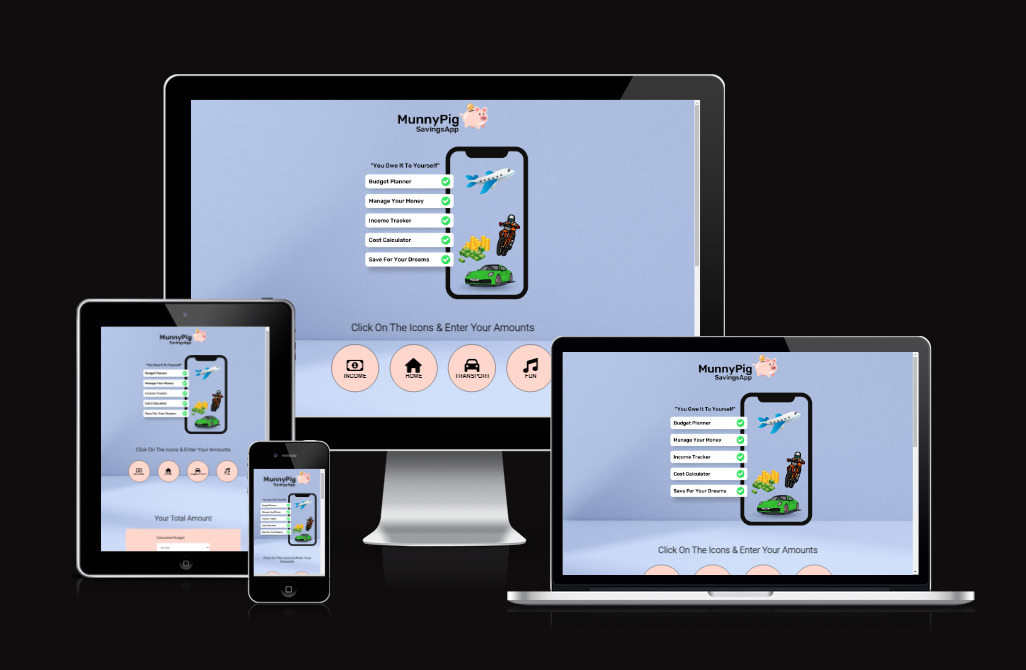 MunnyPig
SavingsApp
"You Owe It To Yourself"
Budget Planner
Manage Your Money
Income Tracker
Cost Calculator
Save For Your Dreams
Click On The Icons & Enter Your Amounts
INCOME
HOME
TRANSPORT
FUN
MunnyPig
SavingsApp
"You Owe It To Yourself"
Budget Planner
Manage Your Money
Income Tracker
Cost Calculator
Save For Your Dreams
Click On The Icons & Enter Your Amounts
Your Total Amount
Calculated Budget
MunnyPig
SavingsApp
Click On The Icons & Enter Your
Amounts
MunnyPig
SavingsApp
"You Owe It To Yourself"
Budget Planner
Manage Your Money
Income Tracker
Cost Calculator
Save For Your Dreams
Click On The Icons & Enter Your Amounts